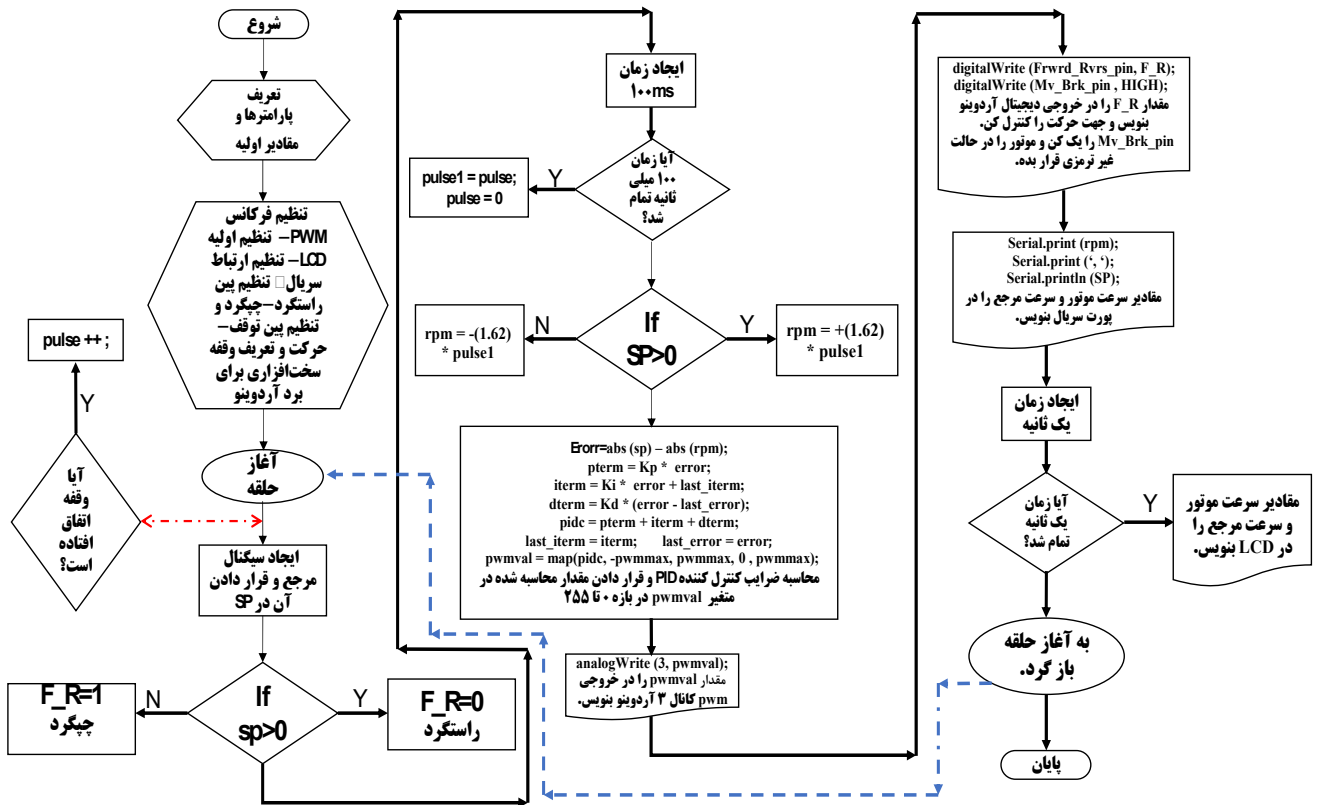 شروع
تعریف
پارامترها و
مقادیر اولیه
تنظیم فرکانس
PWM– تنظیم اولیه
LCD– تنظیم ارتباط
سریال□ تنظیم پین
راستگرد–چپگرد و
تنظیم پین توقف–
حرکت و تعریف وقفه
سخت‌افزاری برای
برد آردوینو
آغاز
حلقه
pulse ++ ;
Y
آیا
وقفه
اتفاق
افتاده
است؟
ایجاد سیگنال
مرجع و قرار دادن
آن در SP
If
sp>0
N
F_R=1
چپگرد
Y
F_R=0
راستگرد
ایجاد زمان
۱۰۰ms
آیا زمان
۱۰۰ میلی
ثانیه تمام
شد؟
Y
pulse1 = pulse;
pulse = 0
If
SP>0
N
rpm = -(1.62)
* pulse1
Y
rpm = +(1.62)
* pulse1
Erorr=abs (sp) – abs (rpm);
pterm = Kp * error;
iterm = Ki * error + last_iterm;
dterm = Kd * (error - last_error);
pidc = pterm + iterm + dterm;
last_iterm = iterm; last_error = error;
pwmval = map(pidc, -pwmmax, pwmmax, 0 , pwmmax);
محاسبه ضرایب کنترل کننده PID و قرار دادن مقدار محاسبه شده در
متغیر pwmval در بازه ۰ تا ۲۵۵
analogWrite (3, pwmval);
مقدار pwmval را در خروجی
pwm کانال ۳ آردوینو بنویس.
digitalWrite (Frwrd_Rvrs_pin, F_R);
digitalWrite (Mv_Brk_pin , HIGH);
مقدار F_R را در خروجی دیجیتال آردوینو
بنویس و جهت حرکت را کنترل کن.
Mv_Brk_pin را یک کن و موتور را در حالت
غیر ترمزی قرار بده.
Serial.print (rpm);
Serial.print (‘, ‘);
Serial.println (SP);
مقادیر سرعت موتور و سرعت مرجع را در
پورت سریال بنویس.
ایجاد زمان
یک ثانیه
آیا زمان
یک ثانیه
تمام شد؟
Y
مقادیر سرعت موتور
و سرعت مرجع را
در LCD بنویس.
به آغاز حلقه
باز گرد.
پایان